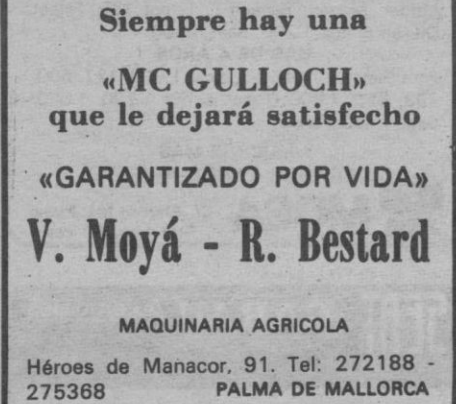 Siempre hay una
«MC GULLOCH»
que le dejará satisfecho
«GARANTIZADO POR VIDA»
V. Moyá - R. Bestard
MAQUINARIA AGRICOLA
Héroes de Manacor, 91. Tel: 272188 -
275368 PALMA DE MALLORCA